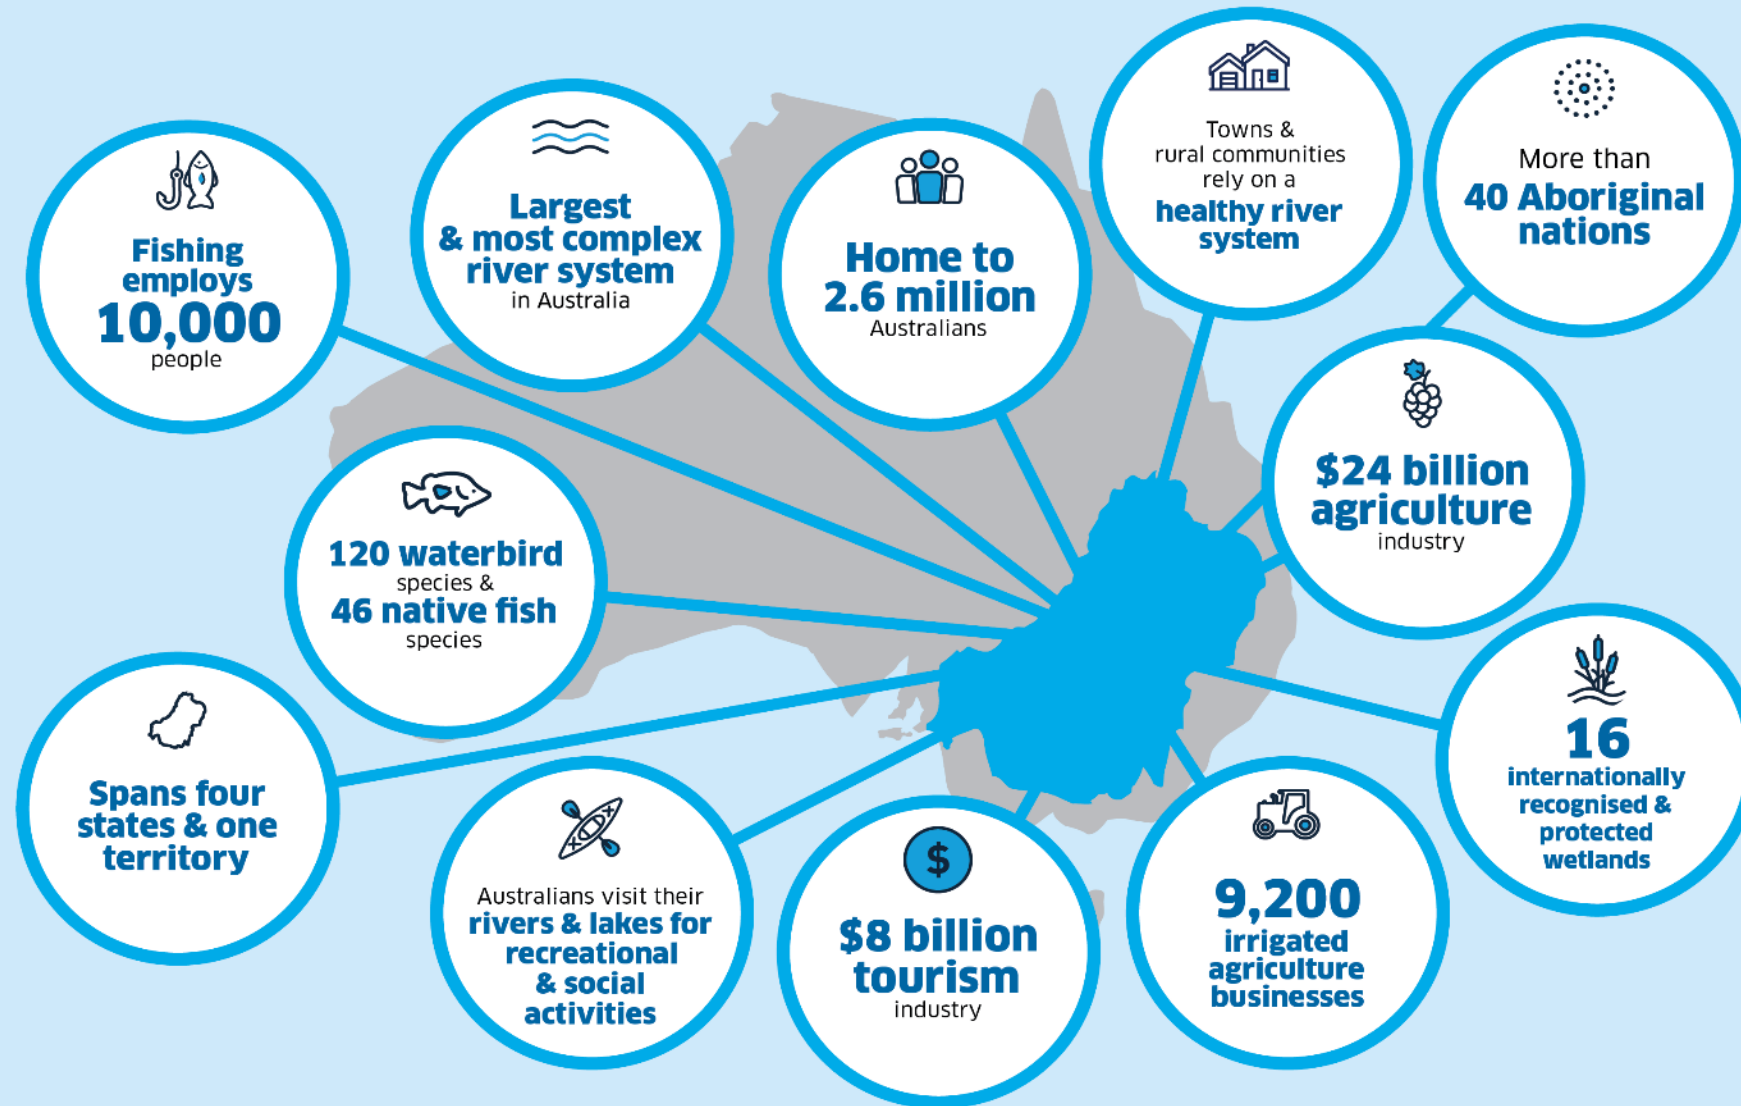 Fishing
employs
10,000
people
Largest
& most complex
river system
in Australia
Home to
2.6 million
Australians
Towns &
rural communities
rely on a
healthy river
system
More than
40 Aboriginal
nations
$24 billion
agriculture
industry
120 waterbird
species &
46 native fish
species
Spans four
states & one
territory
Australians visit their
rivers & lakes for
recreational
& social
activities
$
$8 billion
tourism
industry
9,200
irrigated
agriculture
businesses
16
internationally
recognised &
protected
wetlands